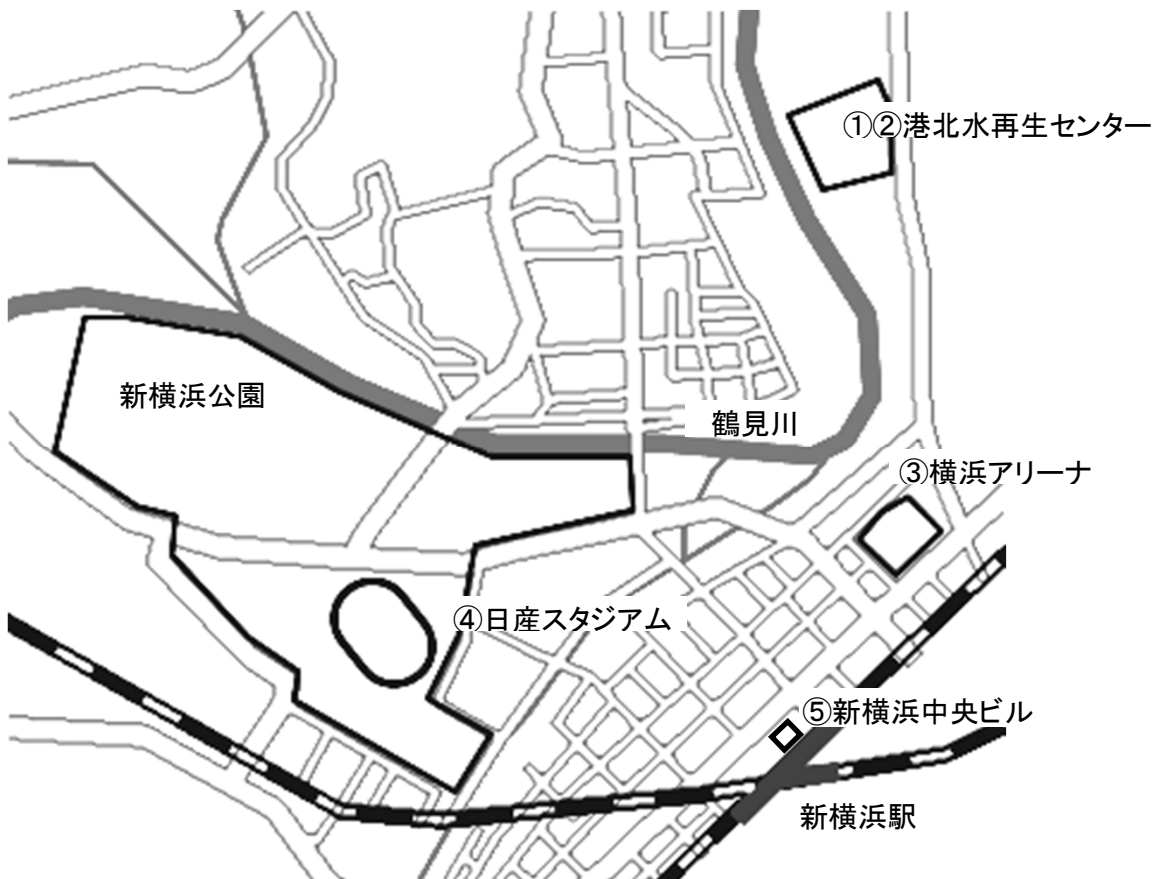 ①②港北水再生センター
新横浜公園
鶴見川
③横浜アリーナ
④日産スタジアム
⑤新横浜中央ビル
新横浜駅